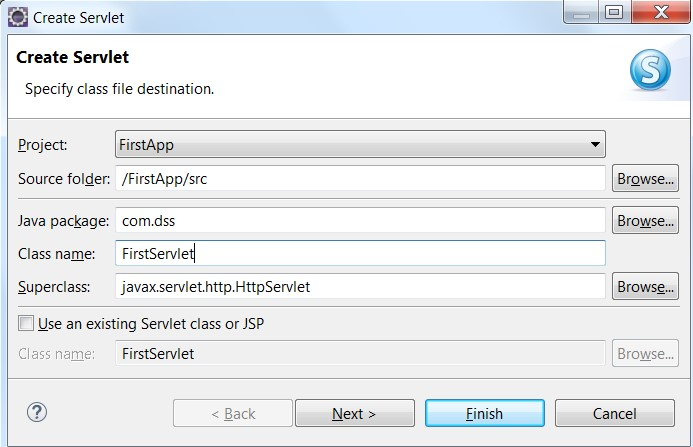 Create Servlet
Create Servlet
Specify class file destination.
S
Project: FirstApp
Source folder: /FirstApp/src Browse...
Java package: com.dss Browse...
Class name: FirstServlet
Superclass: javax.servlet.http.HttpServlet Browse...
Use an existing Servlet class or JSP
Class name: FirstServlet Browse...
? < Back Next > Finish Cancel